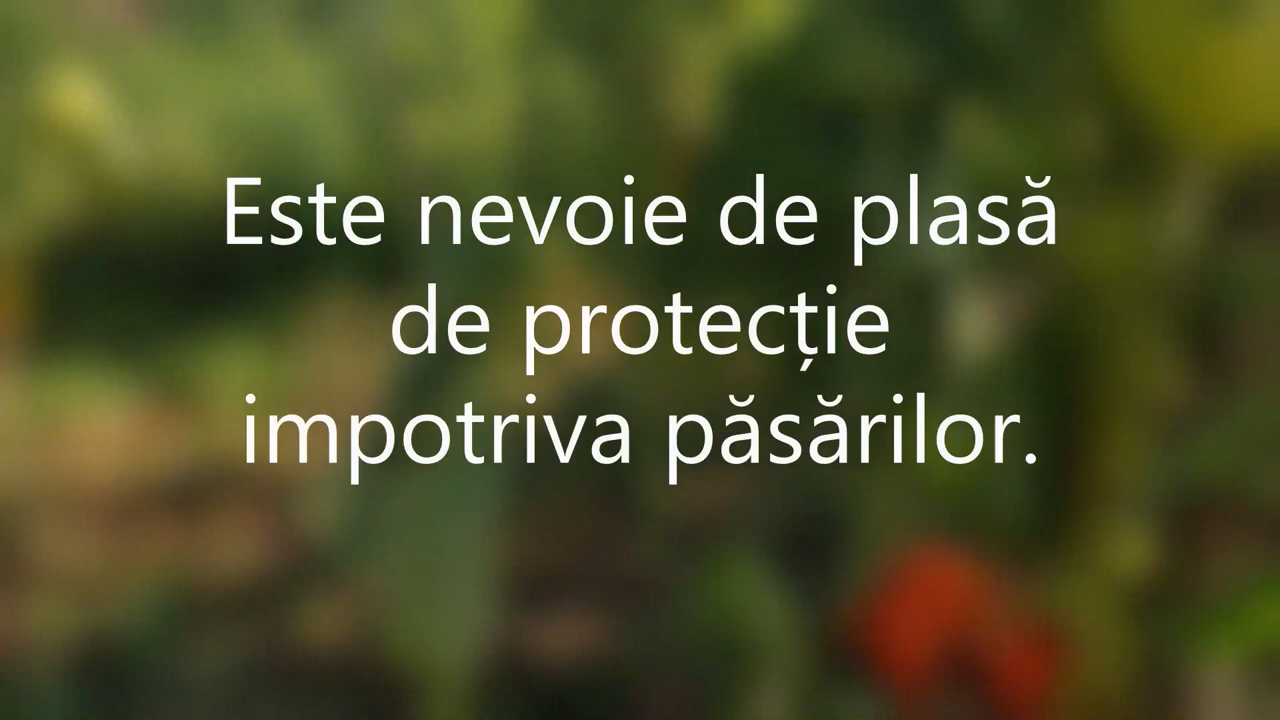 Este nevoie de plasă
de protecție
impotriva păsărilor.